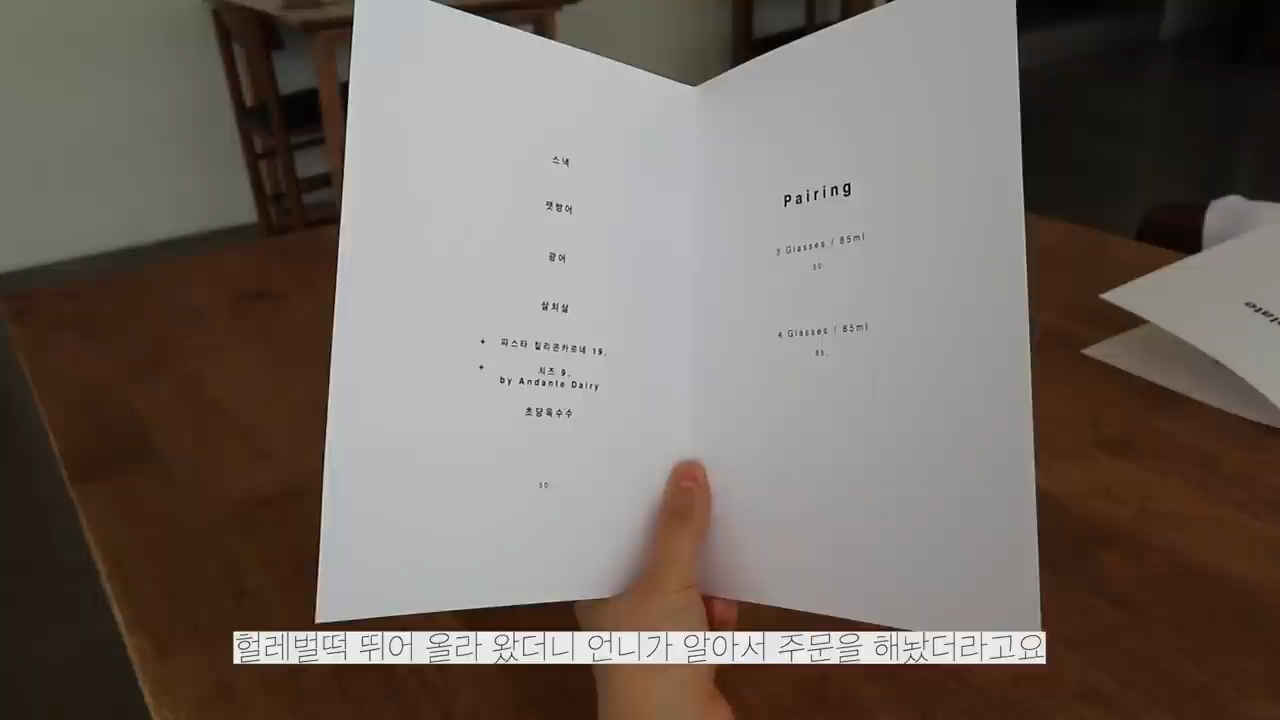 스낵
잿방어
광어
살치살
+ 파스타 칠리콘카르네 19.
+ 치즈 9.
by Andante Dairy
초당옥수수
50.
Pairing
3 Glasses / 85ml
50.
4 Glasses / 85ml
65.
헐레벌떡 뛰어 올라 왔더니 언니가 알아서 주문을 해놨더라고요